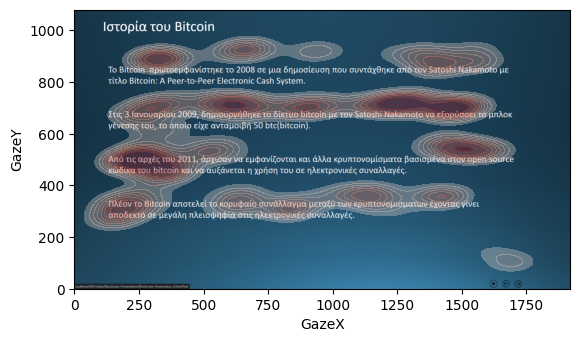 Ιστορία του Bitcoin
Το Bitcoin πρωτοεμφανίστηκε το 2008 σε μια δημοσίευση που συντάχθηκε από τον Satoshi Nakamoto με
τίτλο Bitcoin: A Peer-to-Peer Electronic Cash System.
Στις 3 Ιανουαρίου 2009, δημιουργήθηκε το δίκτυο bitcoin με τον Satoshi Nakamoto να εξορύσσει το μπλοκ
γένεσης του, το οποίο είχε ανταμοιβή 50 btc(bitcoin).
Από τις αρχές του 2011, άρχισαν να εμφανίζονται και άλλα κρυπτονομίσματα βασισμένα στον open source
κώδικα του bitcoin και να αυξάνεται η χρήση του σε ηλεκτρονικές συναλλαγές.
Πλέον το Bitcoin αποτελεί το κορυφαίο συνάλλαγμα μεταξύ των κρυπτονομισμάτων έχοντας γίνει
αποδεκτό σε μεγάλη πλειοψηφία στις ηλεκτρονικές συναλλαγές.
GazeY
1000
800
600
400
200
0
0 250 500 750 1000 1250 1500 1750
GazeX